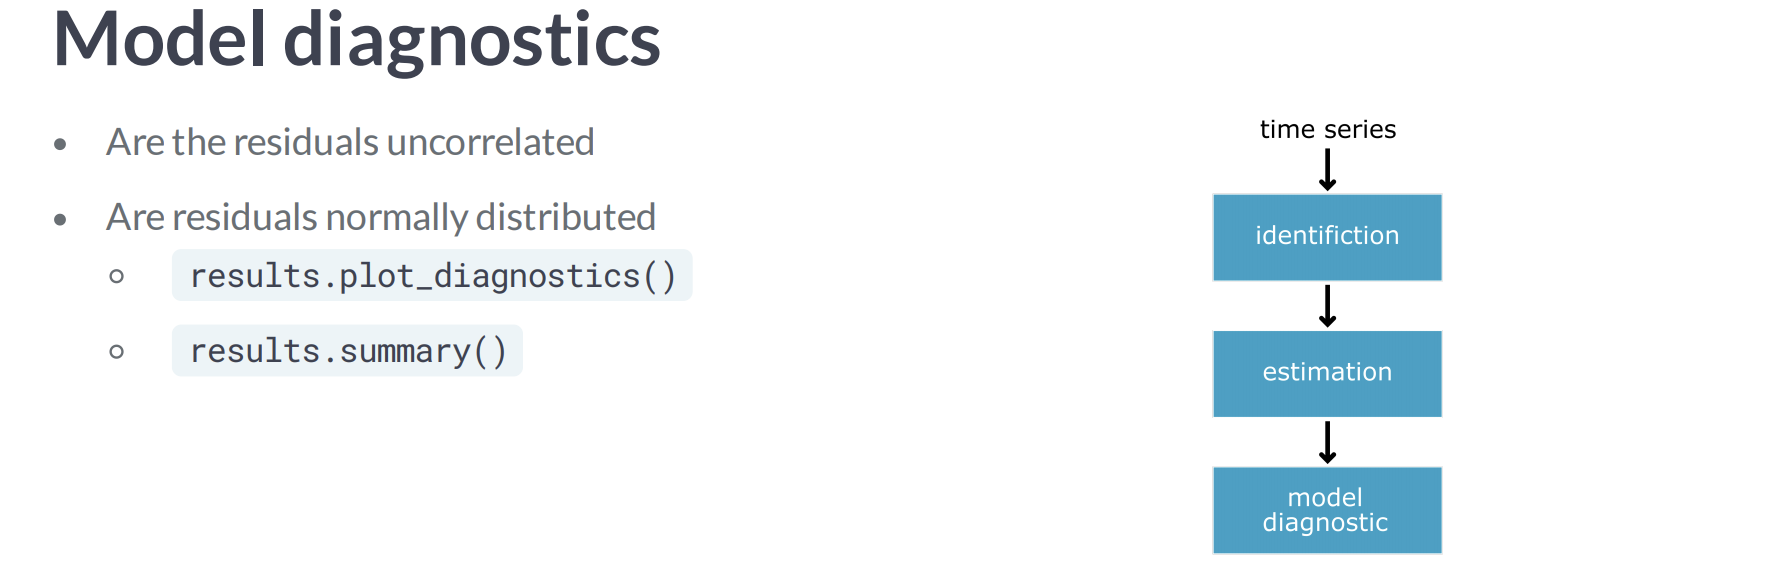 Model diagnostics
Are the residuals uncorrelated
Are residuals normally distributed
results.plot_diagnostics()
results.summary()
time series
identifiction
estimation
model
diagnostic